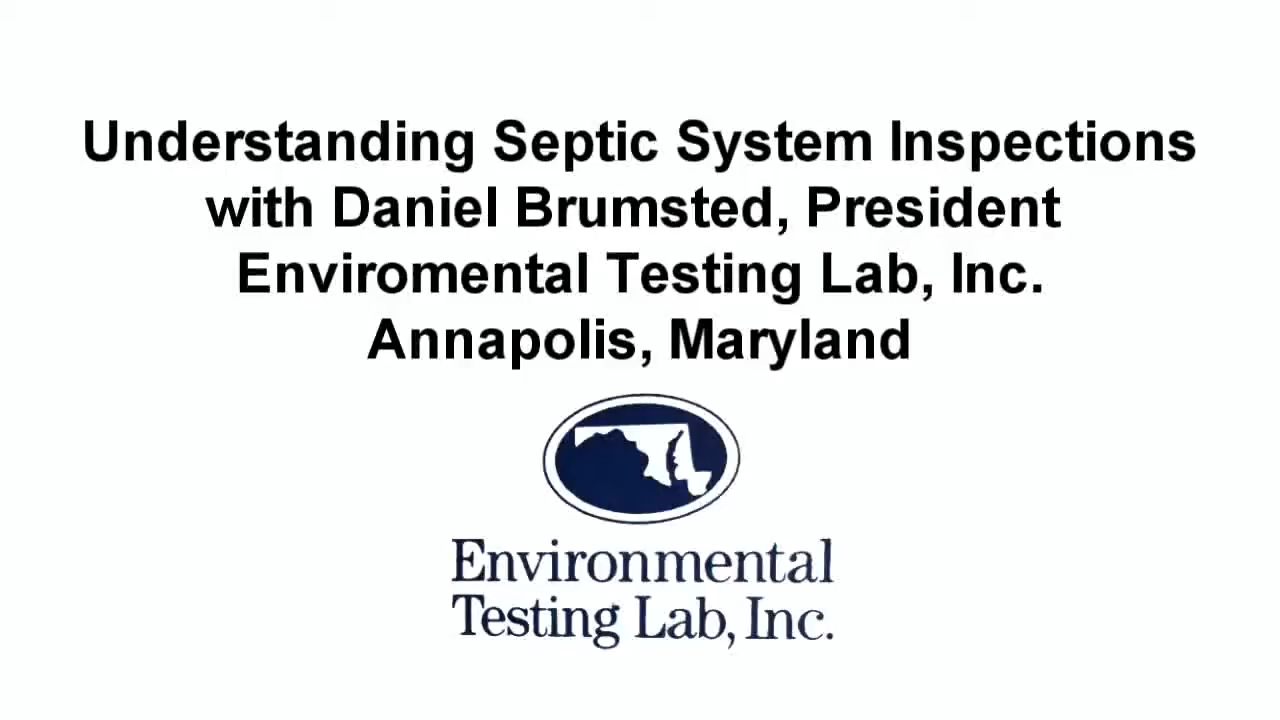 Understanding Septic System Inspections
with Daniel Brumsted, President
Enviromental Testing Lab, Inc.
Annapolis, Maryland
Environmental
Testing Lab, Inc.